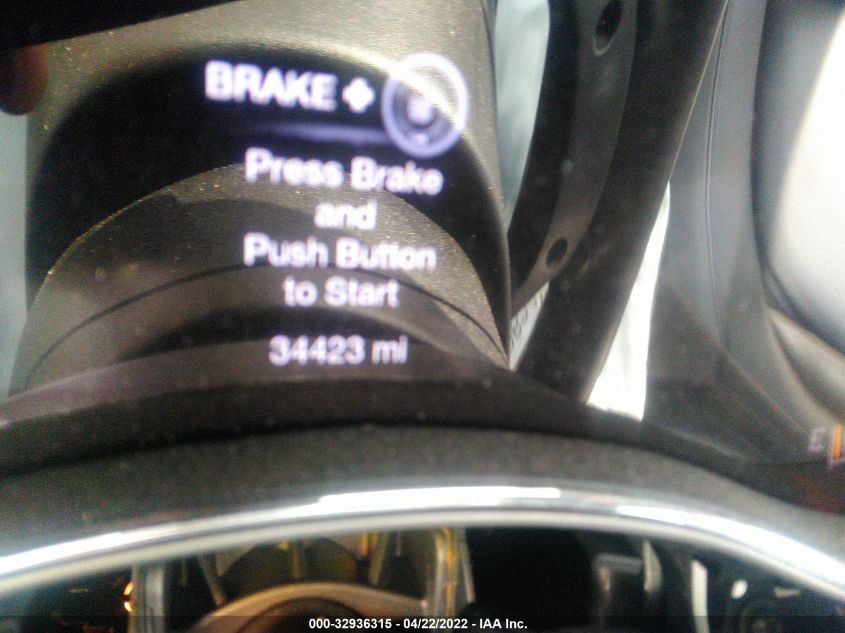 BRAKE +
Press Brake
and
Push Button
to Start
34423 mi
E
000-32936315 - 04/22/2022 - IAA Inc.